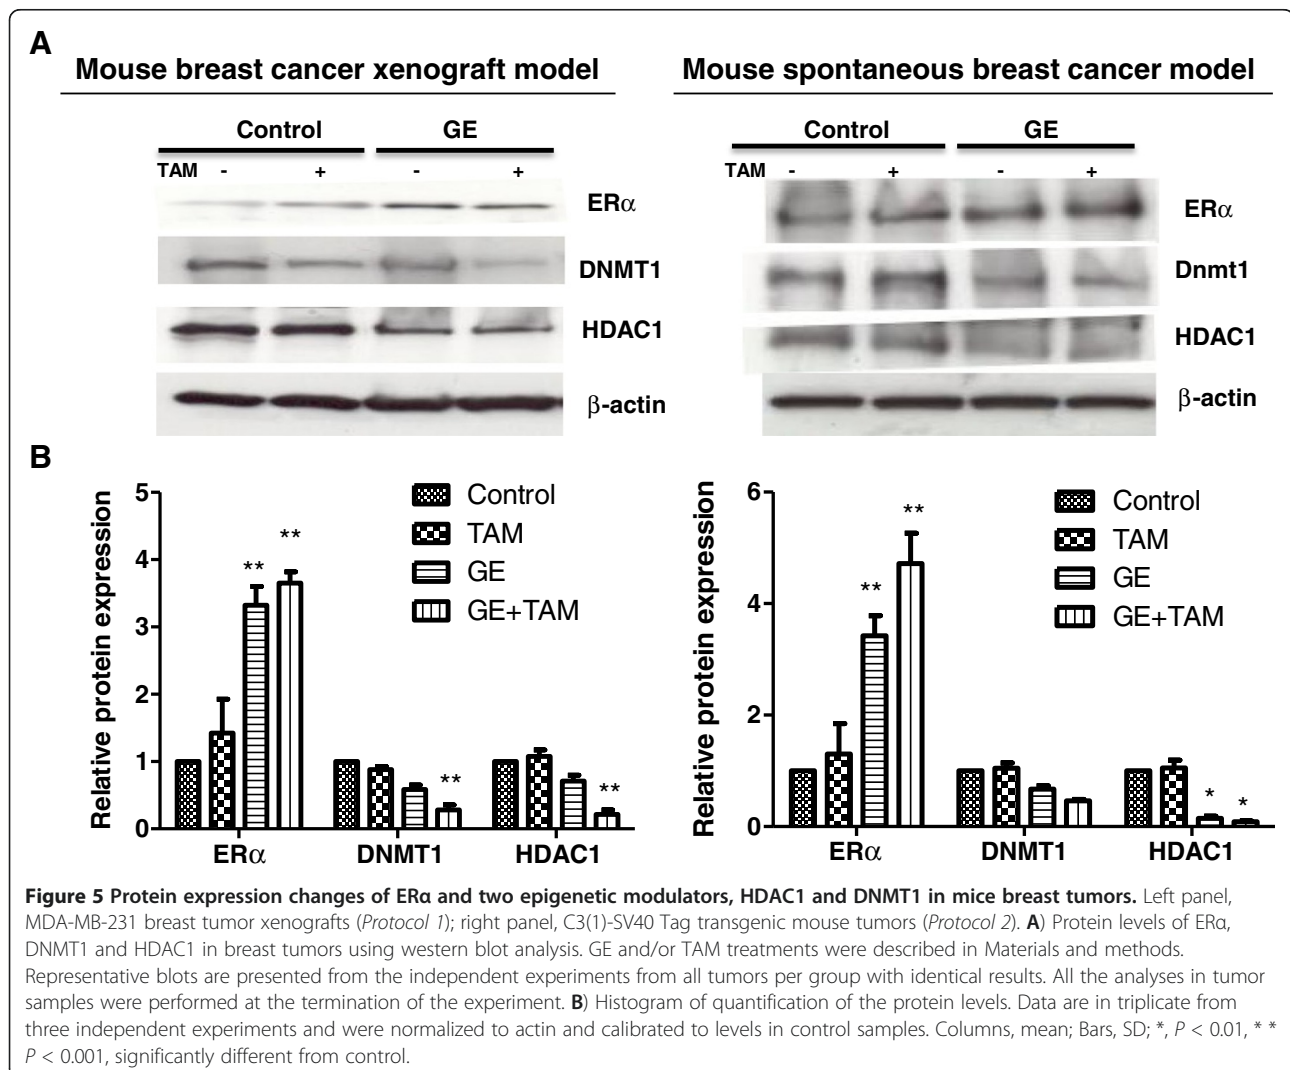 A
Mouse breast cancer xenograft model
Control GE
TAM - + - +
ERα
DNMT1
HDAC1
β-actin
Mouse spontaneous breast cancer model
Control GE
TAM - + - +
ERα
Dnmt1
HDAC1
β-actin
B
Relative protein expression
5
4
3
2
1
0
** **
**
**
ERα DNMT1 HDAC1
Control
TAM
GE
GE+TAM
Relative protein expression
6
4
2
0
** **
* *
ERα DNMT1 HDAC1
Control
TAM
GE
GE+TAM
Figure 5 Protein expression changes of ERα and two epigenetic modulators, HDAC1 and DNMT1 in mice breast tumors. Left panel,
MDA-MB-231 breast tumor xenografts (Protocol 1); right panel, C3(1)-SV40 Tag transgenic mouse tumors (Protocol 2). A) Protein levels of ERα,
DNMT1 and HDAC1 in breast tumors using western blot analysis. GE and/or TAM treatments were described in Materials and methods.
Representative blots are presented from the independent experiments from all tumors per group with identical results. All the analyses in tumor
samples were performed at the termination of the experiment. B) Histogram of quantification of the protein levels. Data are in triplicate from
three independent experiments and were normalized to actin and calibrated to levels in control samples. Columns, mean; Bars, SD; *, P < 0.01, * *
P < 0.001, significantly different from control.